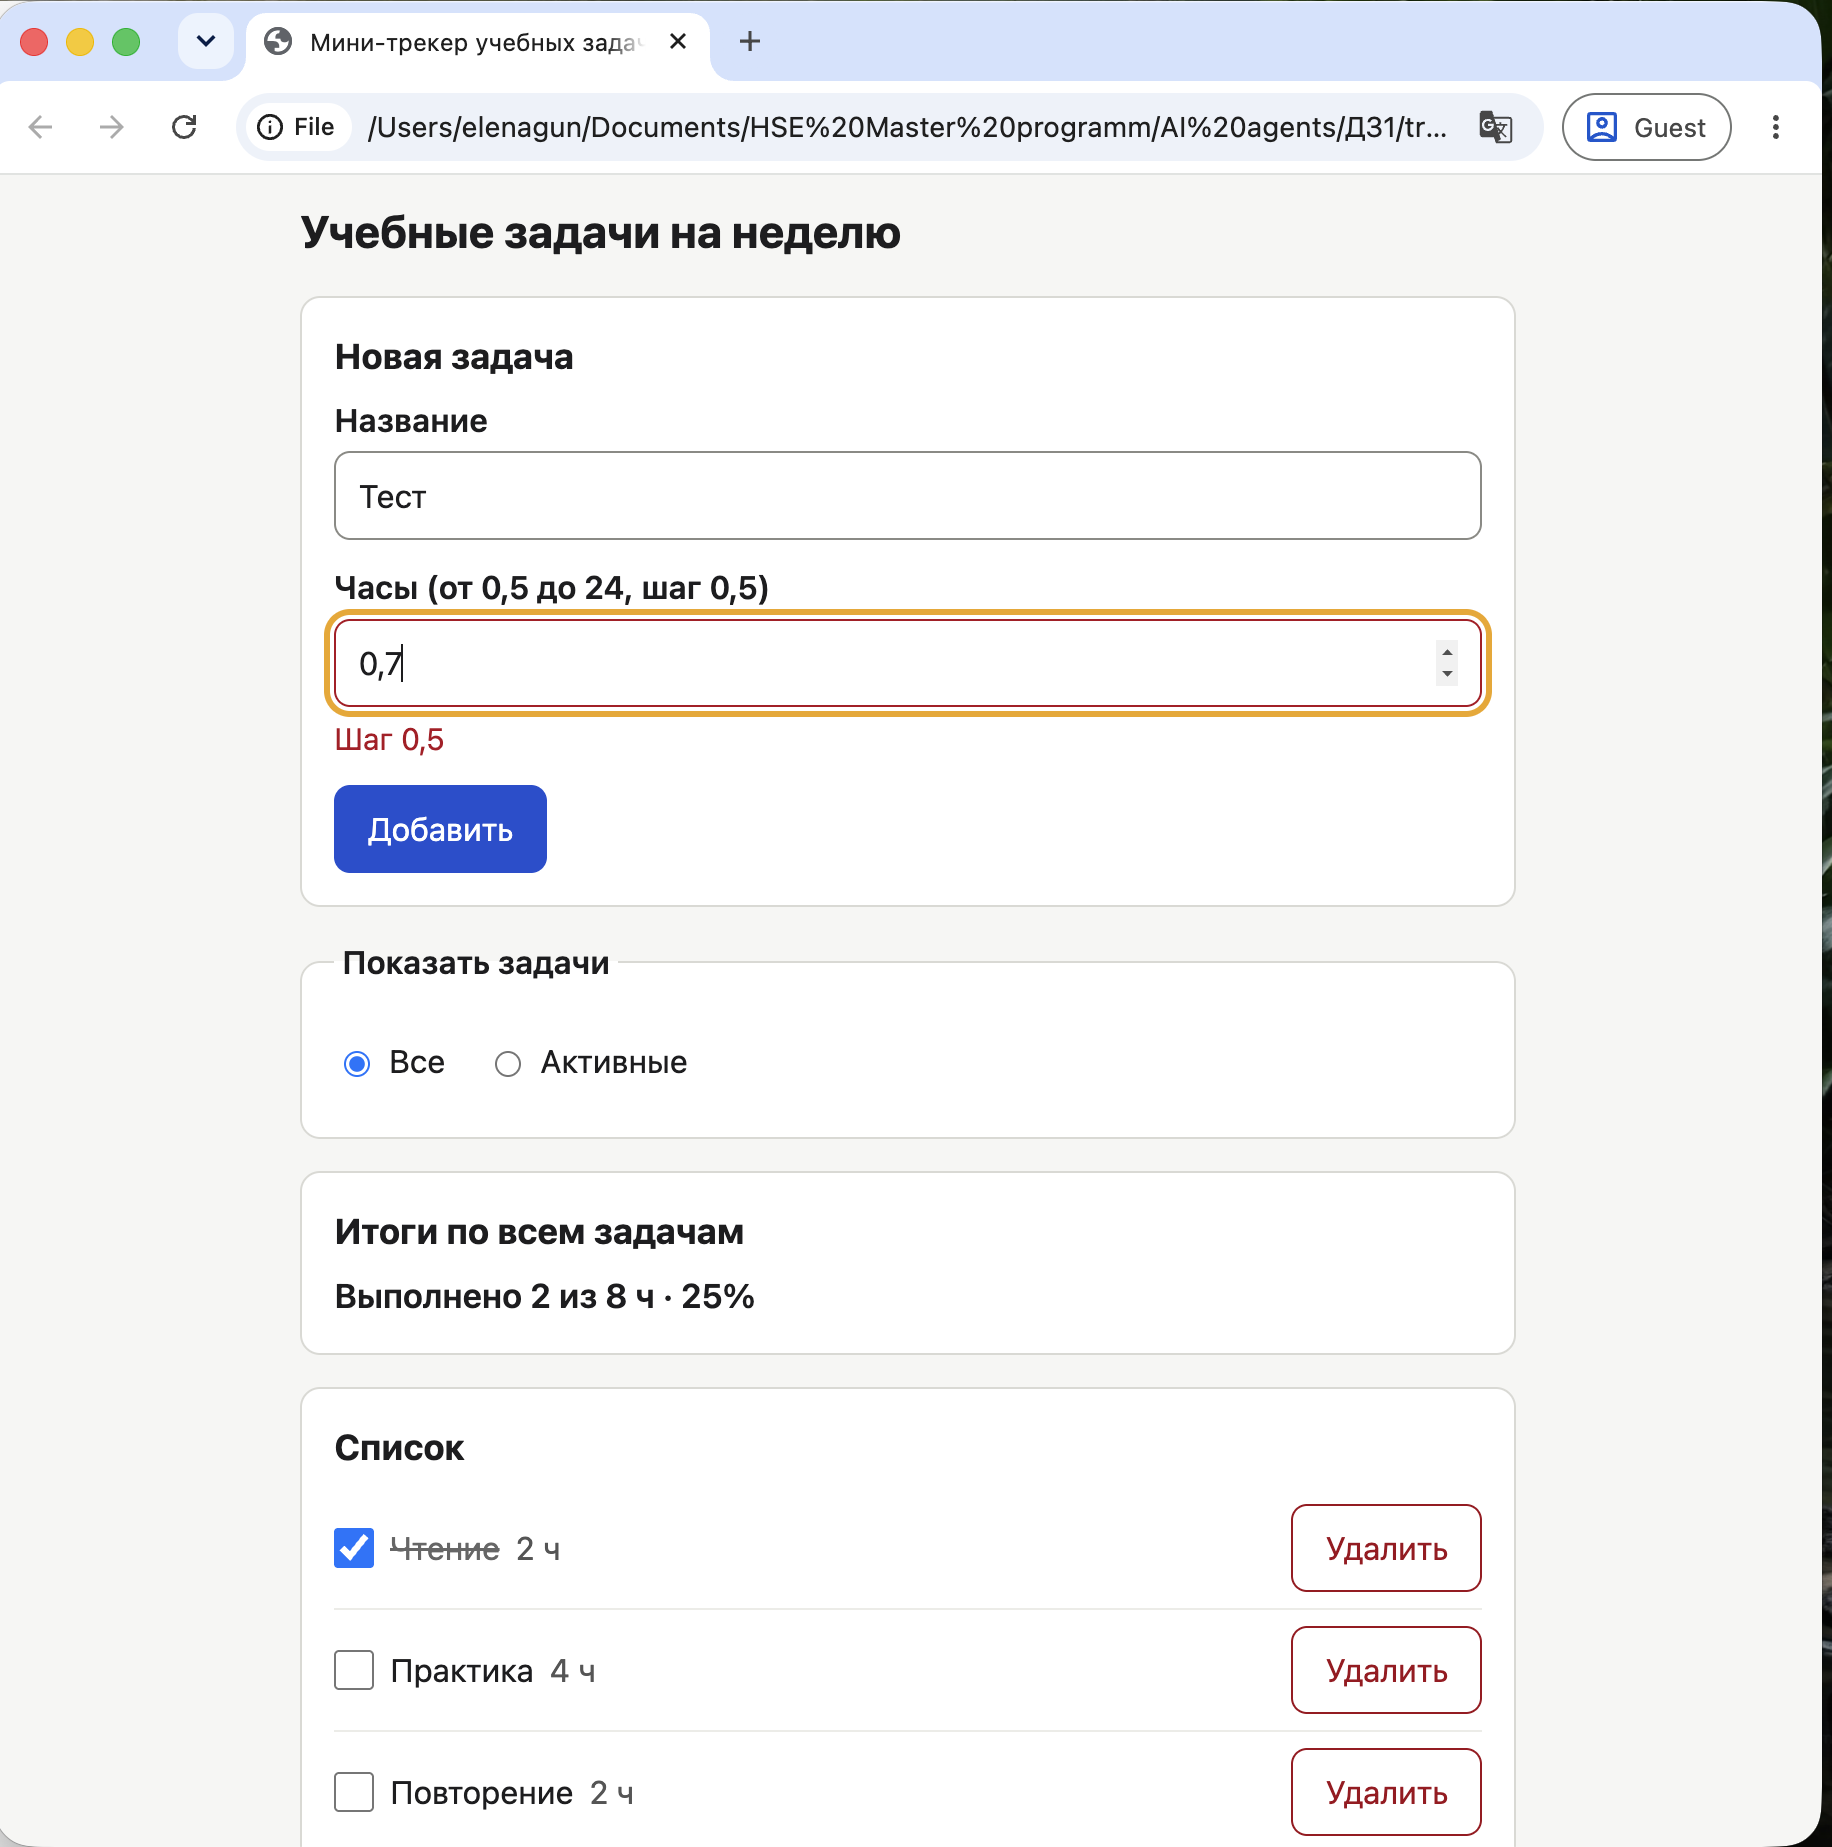 Мини-трекер учебных зада
File
/Users/elenagun/Documents/HSE%20Master%20programm/AI%20agents/ДЗ1/tr...
Guest
Учебные задачи на неделю
Новая задача
Название
Тест
Часы (от 0,5 до 24, шаг 0,5)
0,7
Шаг 0,5
Добавить
Показать задачи
Все
Активные
Итоги по всем задачам
Выполнено 2 из 8 ч · 25%
Список
Чтение 2 ч
Удалить
Практика 4 ч
Удалить
Повторение 2 ч
Удалить